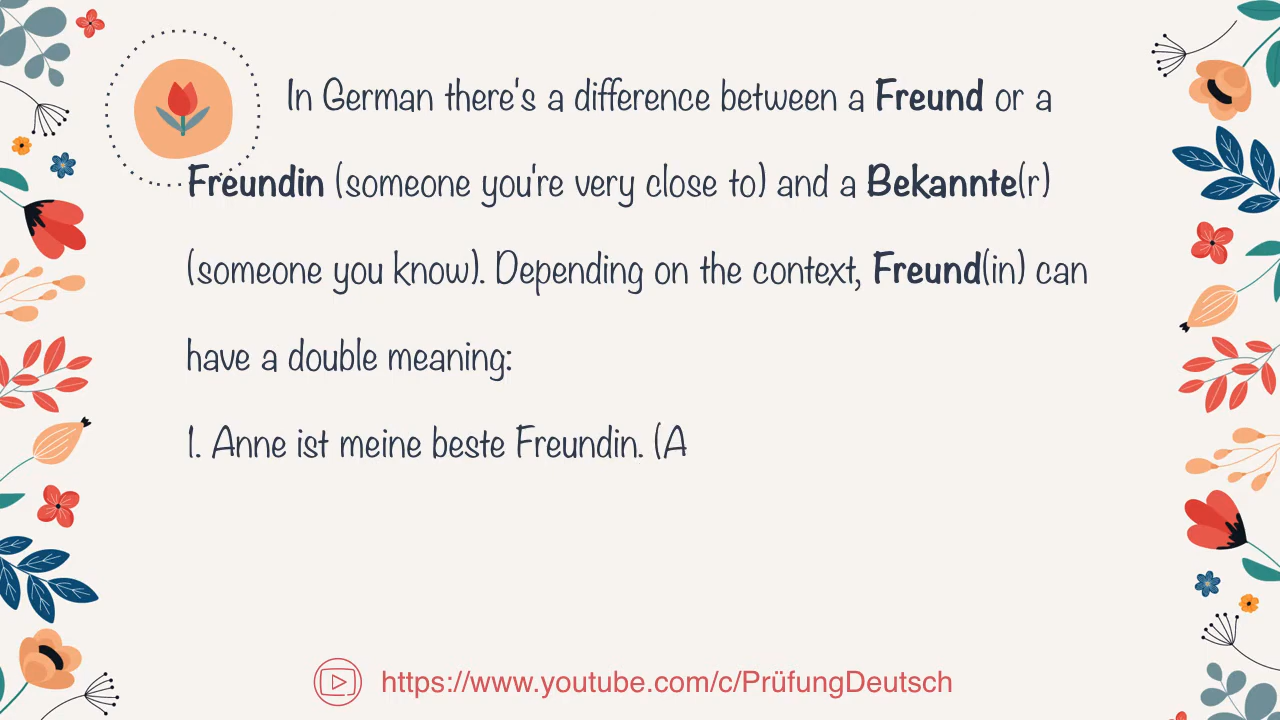 In German there's a difference between a Freund or a
Freundin (someone you're very close to) and a Bekannte(r)
(someone you know). Depending on the context, Freund(in) can
have a double meaning:
1. Anne ist meine beste Freundin. (A
https://www.youtube.com/c/PrüfungDeutsch